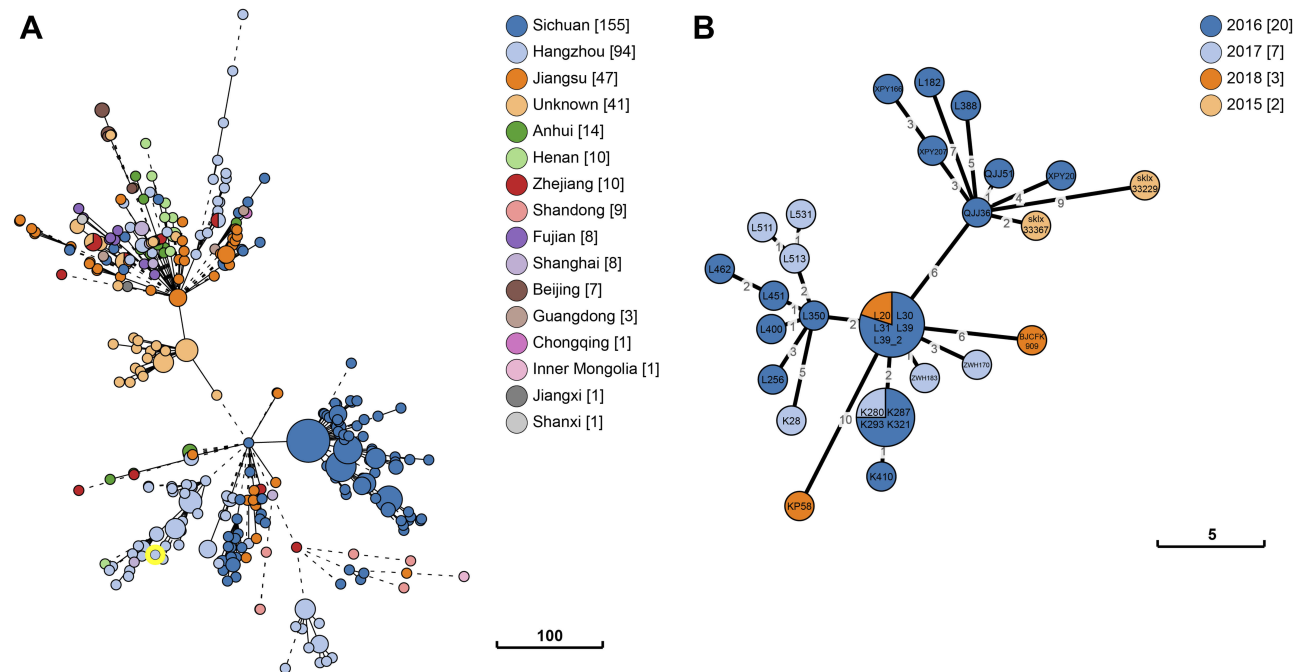 A
Sichuan [155]
Hangzhou [94]
Jiangsu [47]
Unknown [41]
Anhui [14]
Henan [10]
Zhejiang [10]
Shandong [9]
Fujian [8]
Shanghai [8]
Beijing [7]
Guangdong [3]
Chongqing [1]
Inner Mongolia [1]
Jiangxi [1]
Shanxi [1]
100
B
2016 [20]
2017 [7]
2018 [3]
2015 [2]
XPY166
L182
L388
3
7
5
XPY207
3
QJJ51
1
XPY20
4
sklx
33229
9
QJJ36
2
sklx
33367
6
L531
L511
1
1
L513
2
L462
2
L451
1
L350
L400
1
3
L256
5
K28
2
L20 L30
L31 L39
L39_2
6
BJCFK
909
3
ZWH170
1
ZWH183
2
10
K280 K287
K293 K321
1
K410
KP58
5